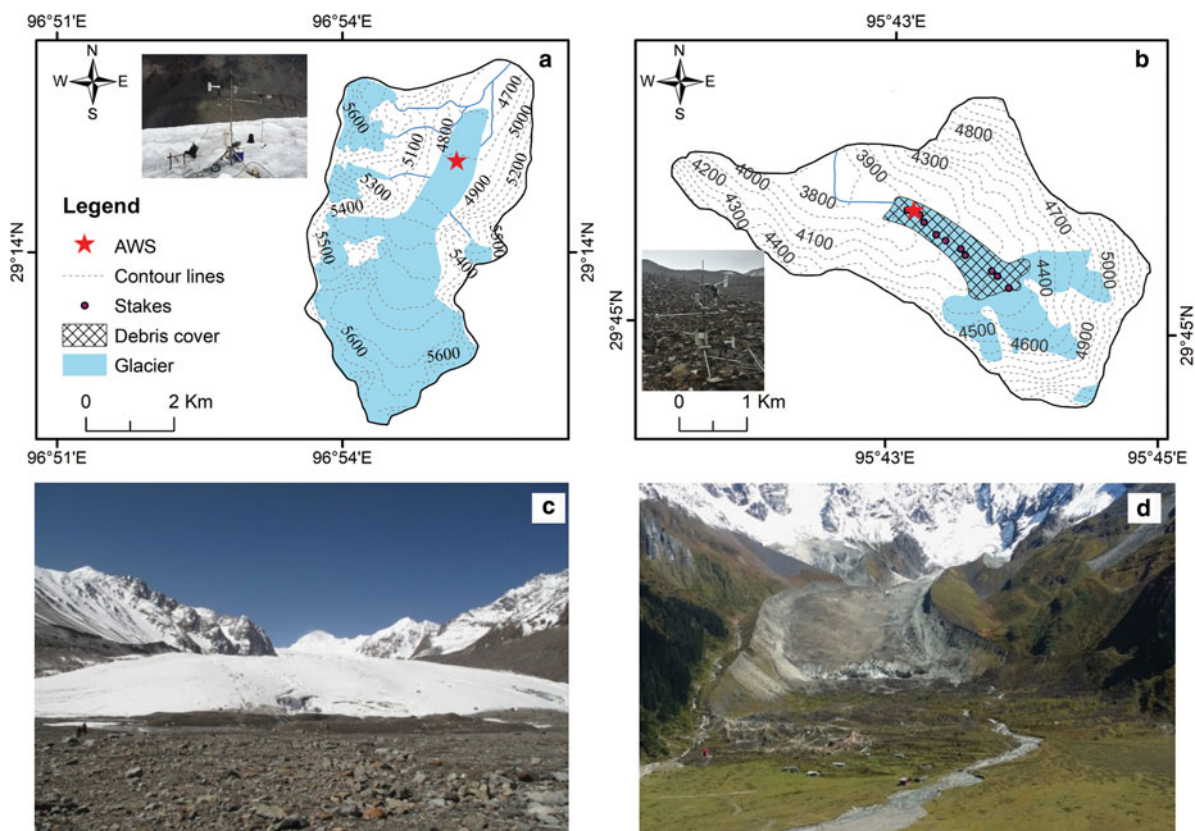 96°51'E
96°54'E
95°43'E
a
b
N
W E
S
N
W E
S
5600
4700
5000
4800
5100
5200
5300
4900
5400
5500
5400
5300
5600
5600
4800
4300
3900
4200
4000
3800
4300
4400
4100
4700
4400
5000
4500
4600
4900
Legend
AWS
Contour lines
Stakes
Debris cover
Glacier
0 2 Km
0 1 Km
29°14'N
29°14'N
29°45'N
29°45'N
96°51'E
96°54'E
95°43'E
95°45'E
c
d